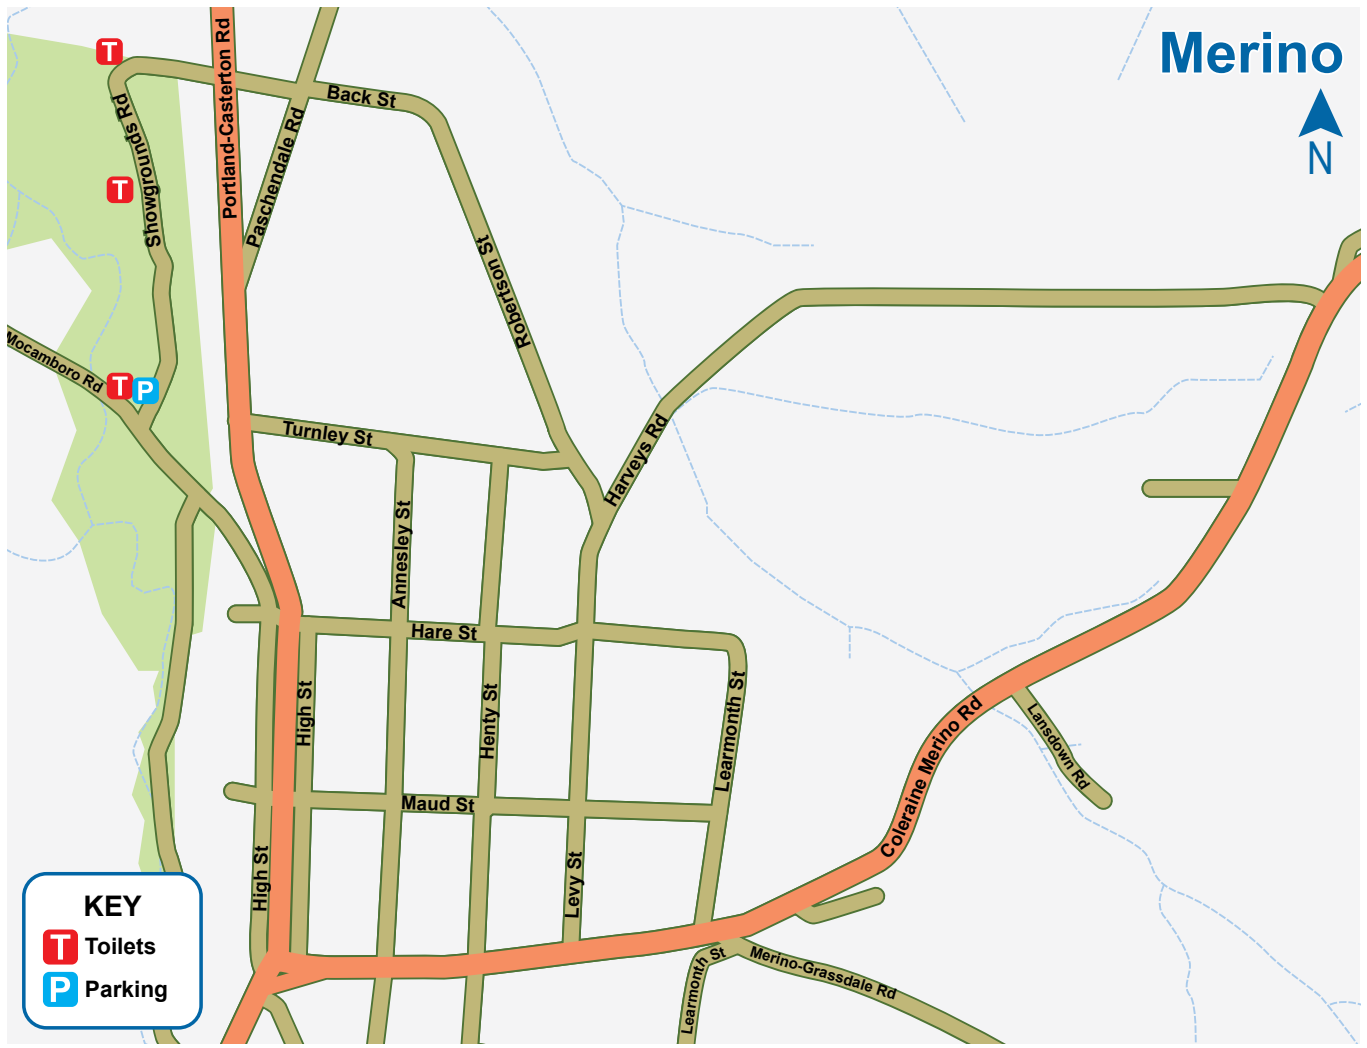 Merino
N
T
Portland-Casterton Rd
Back St
Showgrounds Rd
Paschendale Rd
T
Robertson St
Mocamboro Rd
T
P
Turnley St
Harveys Rd
Annesley St
Hare St
High St
Henty St
Learmonth St
Coleraine Merino Rd
Lansdown Rd
Maud St
High St
Levy St
Learmonth St
Merino-Grassdale Rd
KEY
T Toilets
P Parking